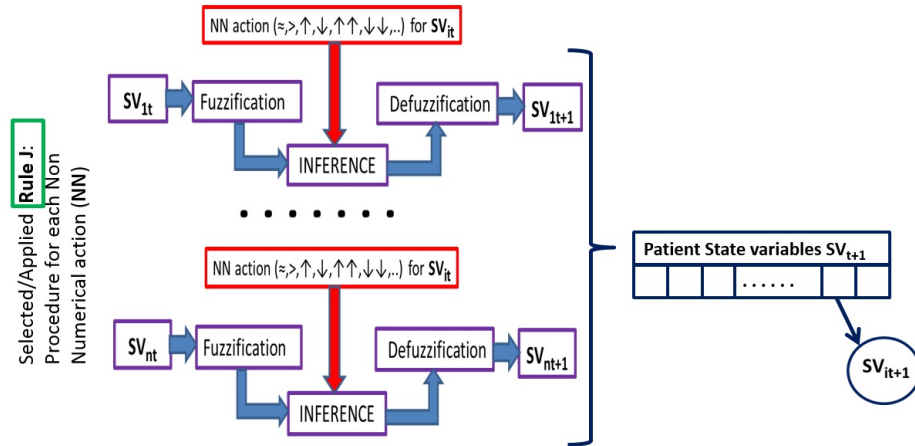 Selected/Applied Rule J:
Procedure for each Non
Numerical action (NN)
NN action (≈,>,↑,↓,↑↑,↓↓,..) for SVit
SV1t
Fuzzification
Defuzzification
SV1t+1
INFERENCE
. . . . . . .
NN action (≈,>,↑,↓,↑↑,↓↓,..) for SVit
SVnt
Fuzzification
Defuzzification
SVnt+1
INFERENCE
Patient State variables SVt+1
......
SVit+1